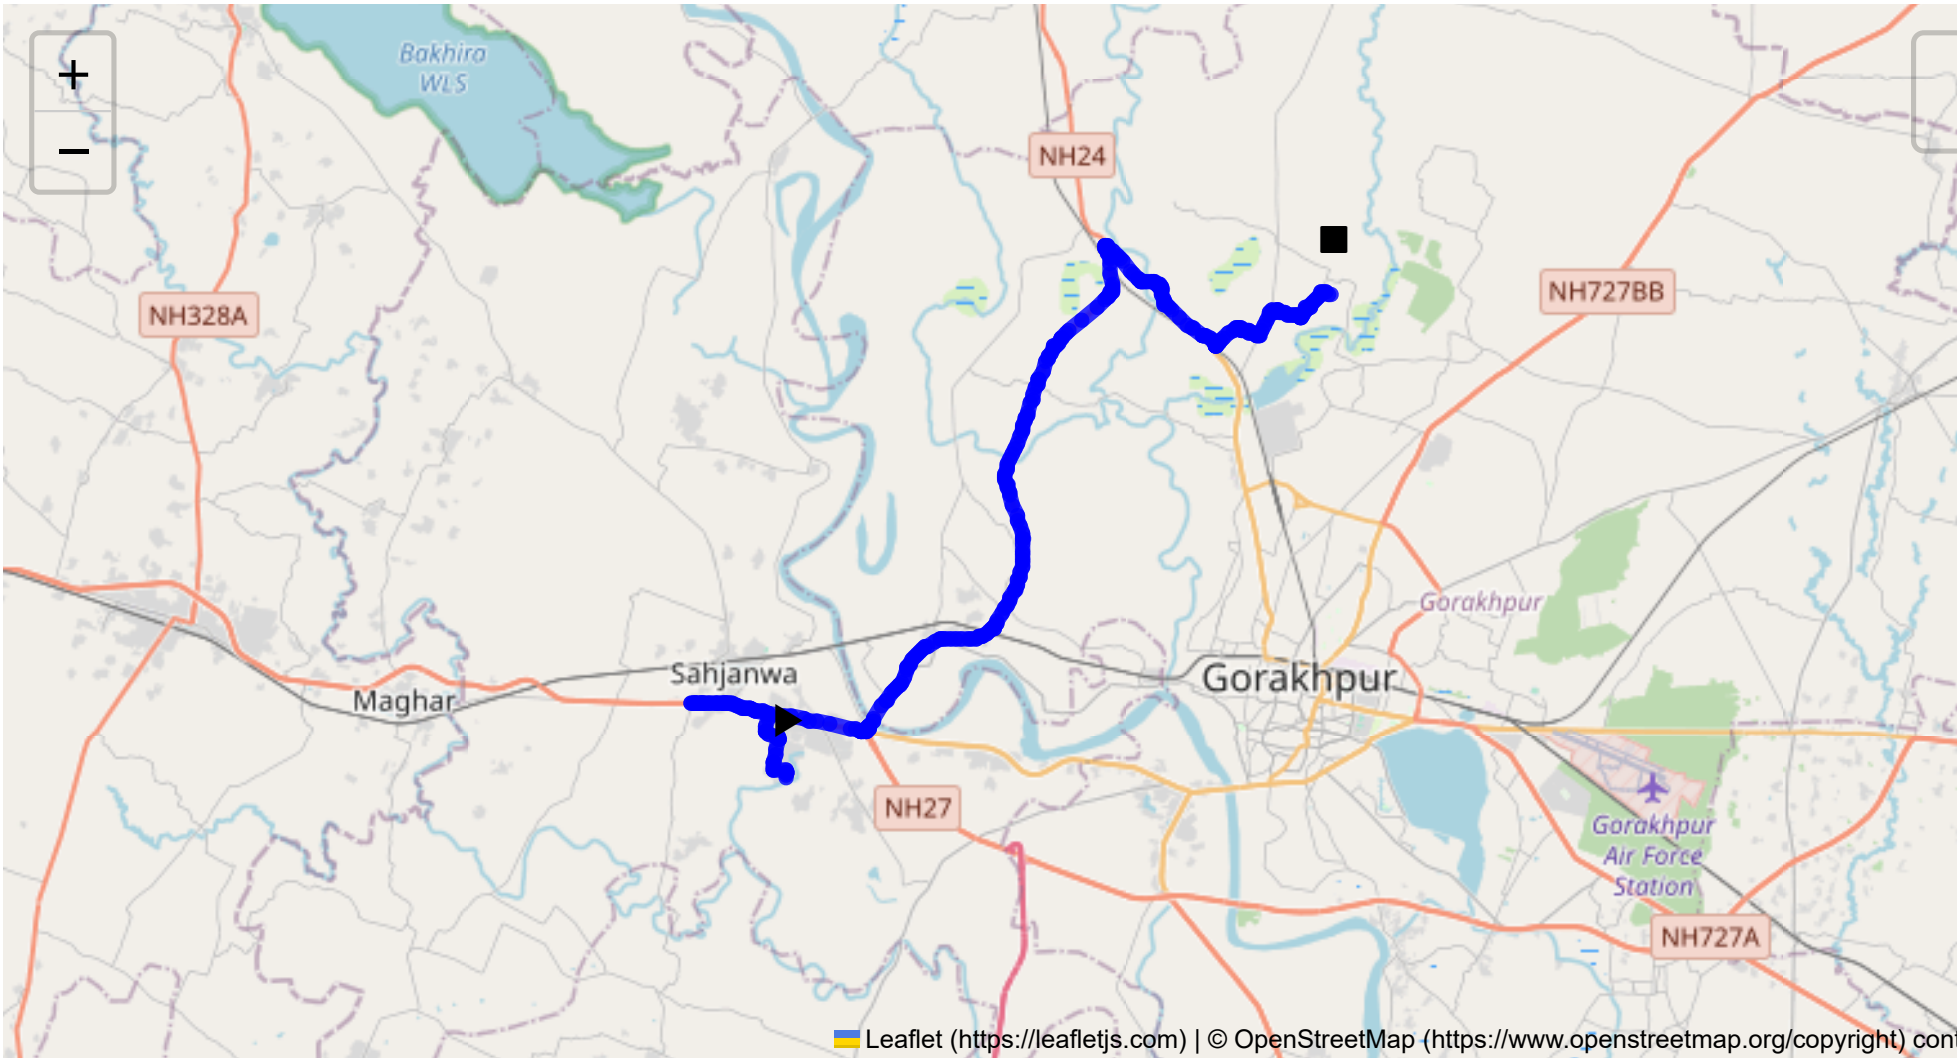 Bakhira
WLS
+
−
NH24
NH328A
NH727BB
Gorakhpur
Sahjanwa
Gorakhpur
Maghar
NH27
Gorakhpur
Air Force
Station
NH727A
Leaflet (https://leafletjs.com) | © OpenStreetMap (https://www.openstreetmap.org/copyright) con